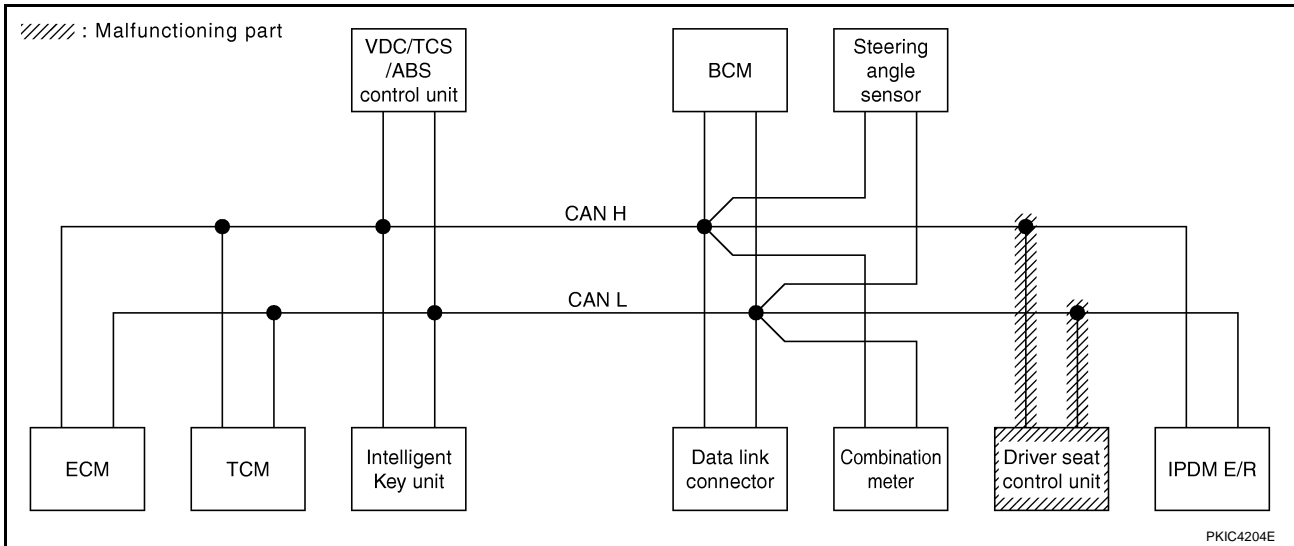 : Malfunctioning part
VDC/TCS
/ABS
control unit
BCM
Steering
angle
sensor
CAN H
CAN L
ECM
TCM
Intelligent
Key unit
Data link
connector
Combination
meter
Driver seat
control unit
IPDM E/R
PKIC4204E